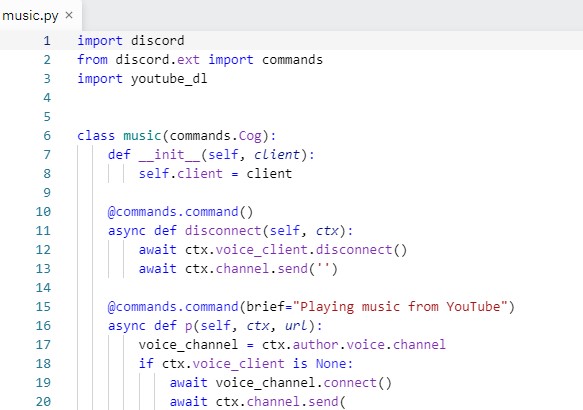 music.py ×
1 import discord
2 from discord.ext import commands
3 import youtube_dl
4
5
6 class music(commands.Cog):
7     def __init__(self, client):
8         self.client = client
9
10     @commands.command()
11     async def disconnect(self, ctx):
12         await ctx.voice_client.disconnect()
13         await ctx.channel.send('')
14
15     @commands.command(brief="Playing music from YouTube")
16     async def p(self, ctx, url):
17         voice_channel = ctx.author.voice.channel
18         if ctx.voice_client is None:
19             await voice_channel.connect()
20             await ctx.channel.send(